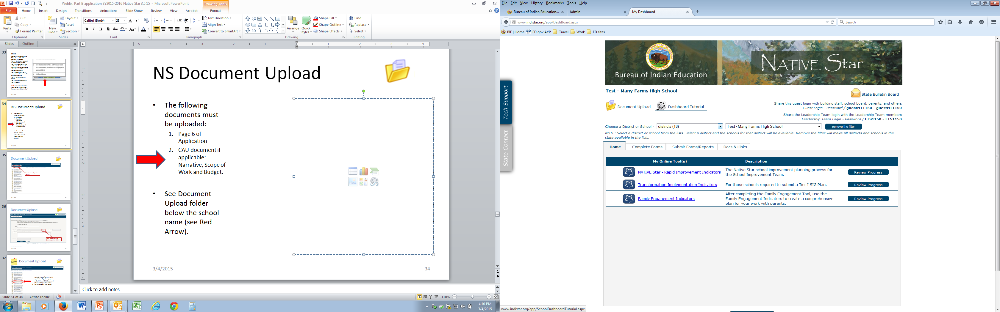 WebEx. Part B application SY2015-2016 Native Star 3.5.15 - Microsoft PowerPoint
Drawing Tools
File Home Insert Design Transitions Animations Slide Show Review View Acrobat Format
Paste
Cut
Copy
Format Painter
Clipboard
New Slide
Layout
Reset
Section
Slides
Calibri (Body) 28
B I U S abc AV Aa A
Font
Text Direction
Align Text
Convert to SmartArt
Paragraph
Arrange
Quick Styles
Shape Fill
Shape Outline
Shape Effects
Drawing
Find
Replace
Select
Editing
Slides Outline
33
Step 2
34
NS Document Upload
35
Document Upload
36
Document Upload
37
Document Upload
NS Document Upload
• The following
documents must
be uploaded:
1. Page 6 of
Application
2. CAU document if
applicable:
Narrative, Scope of
Work and Budget.
• See Document
Upload folder
below the school
name (see Red
Arrow).
3/4/2015
34
Click to add notes
Slide 34 of 44 "Office Theme" 110%
4:10 PM
3/4/2015
File Edit View History Bookmarks Tools Help
Bureau of Indian Education... Admin My Dashboard
www.indistar.org/app/DashBoard.aspx
Search
BIE | Home ED.gov AYP Travel Work ED sites
U.S. DEPARTMENT OF THE INTERIOR
MARCH 3, 1849
Bureau of Indian Education
NATIVE Star
Tech Support
State Contact
Test - Many Farms High School
State Bulletin Board
Document Upload Dashboard Tutorial
Share this guest login with building staff, school board, parents, and others
Guest Login - Password / guestMT1150 - guestMT1150
Share the Leadership Team login with the Leadership Team members
Leadership Team Login - Password / LTS1150 - LTS1150
Choose a District or School - districts (18) Test - Many Farms High School remove the filter
NOTE: Select a district or school from the lists. Select a district and the schools for that district will be available. Remove the filter will make all districts and schools in the
state available in the lists.
Home Complete Forms Submit Forms/Reports Docs & Links
My Online Tool(s) Description
NATIVE Star - Rapid Improvement Indicators
The Native Star school improvement planning process for
the School Improvement Team.
Review Progress
Transformation Implementation Indicators
For those schools required to submit a Tier I SIG Plan.
Review Progress
Family Engagement Indicators
After completing the Family Engagement Tool, use the
Family Engagement Indicators to create a comprehensive
plan for your work with parents.
Review Progress
www.indistar.org/app/SchoolDashboardTutorial.aspx